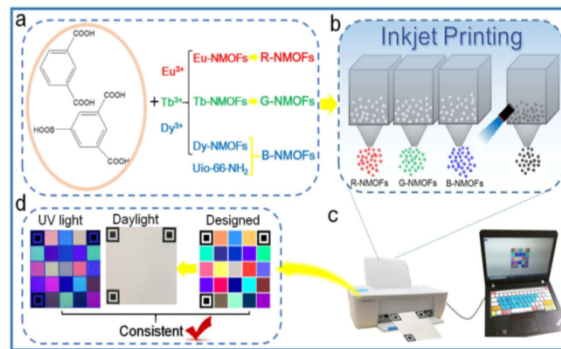 a
COOH
COOH
COOH
HOOB
COOH
+
Eu³⁺
Tb³⁺
Dy³⁺
Eu-NMOFs
R-NMOFs
Tb-NMOFs
G-NMOFs
Dy-NMOFs
Uio-66-NH₂
B-NMOFs
b
Inkjet Printing
R-NMOFs
G-NMOFs
B-NMOFs
d
UV light
Daylight
Designed
Consistent
c